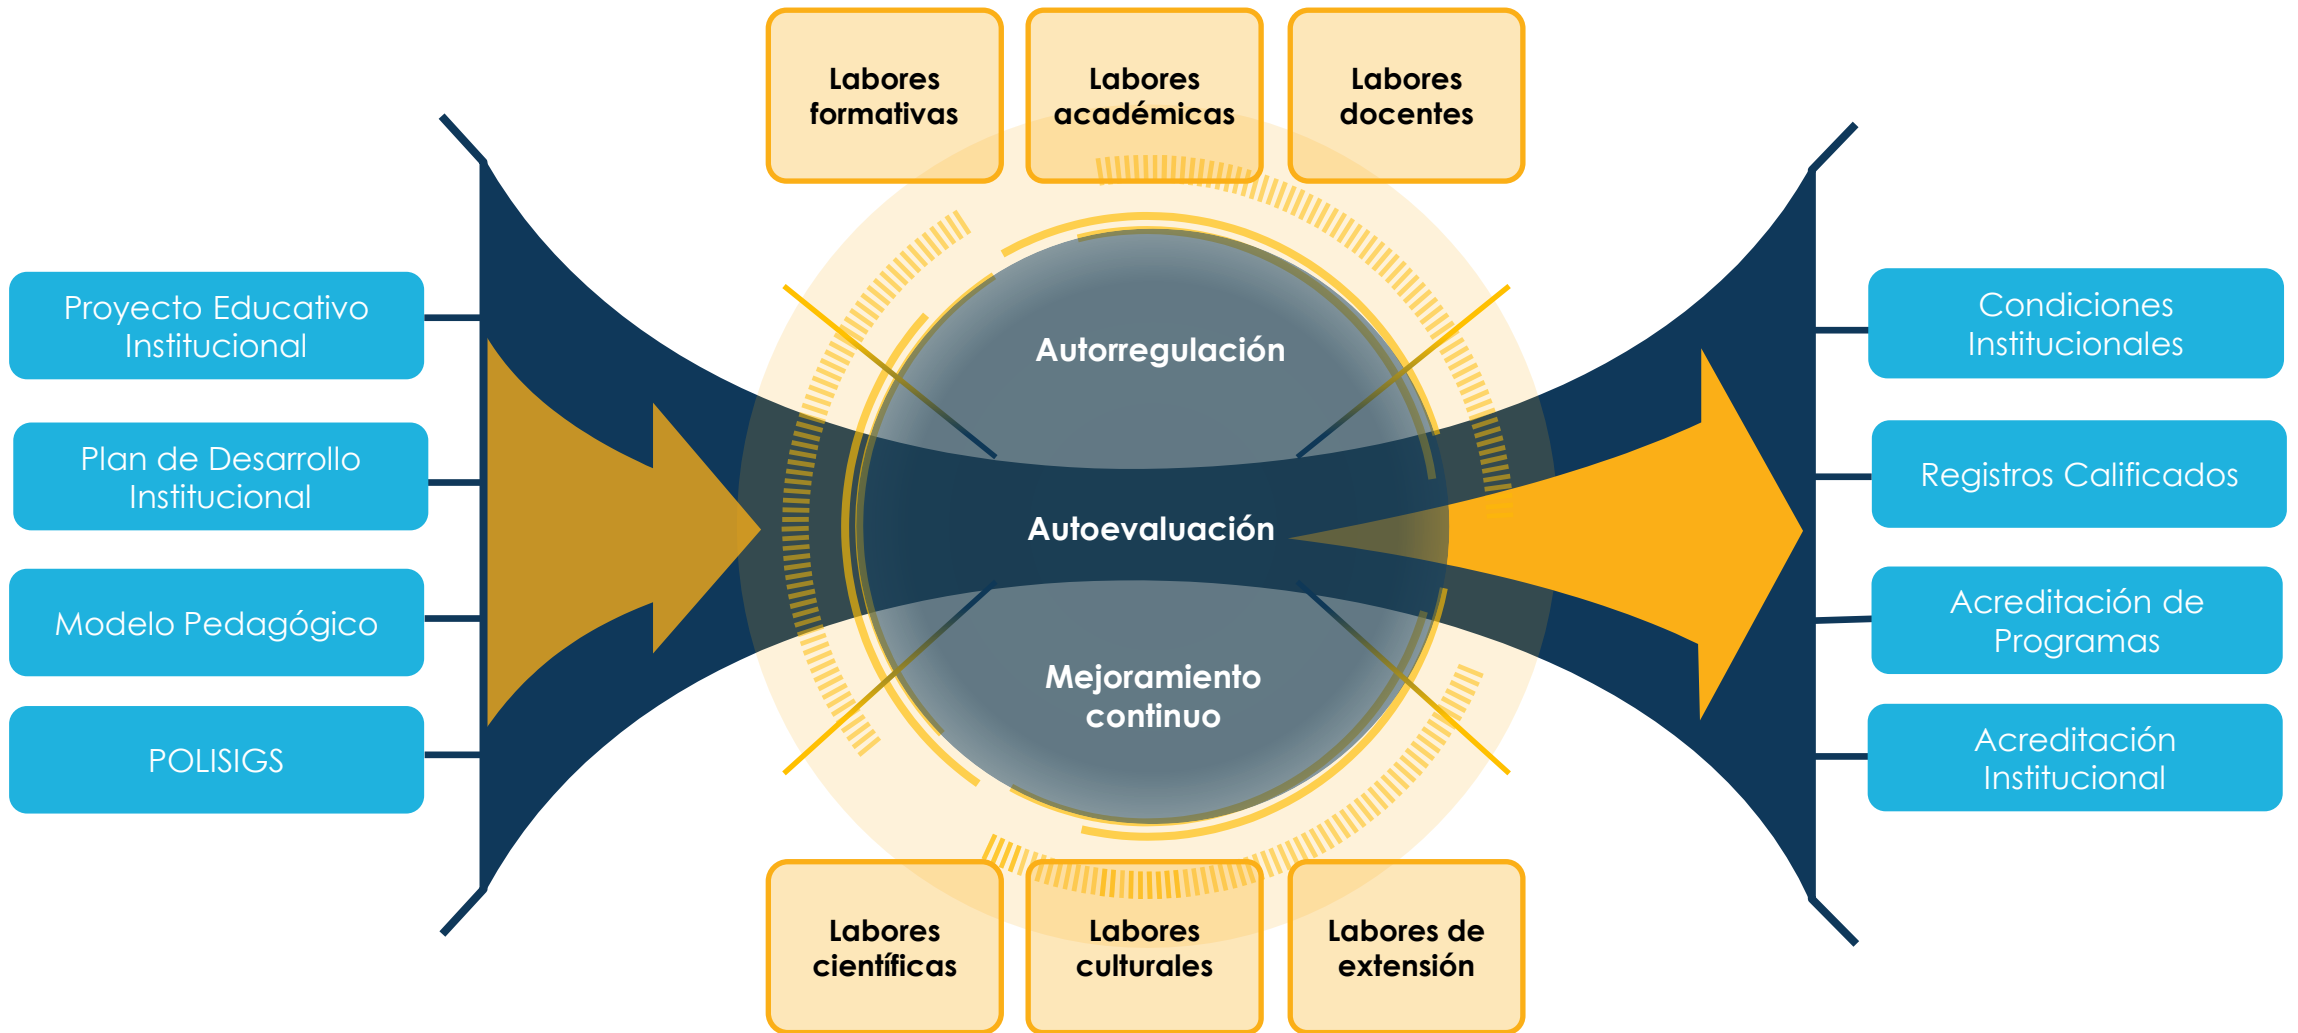 Labores
formativas
Labores
académicas
Labores
docentes
Proyecto Educativo
Institucional
Plan de Desarrollo
Institucional
Modelo Pedagógico
POLISIGS
Autorregulación
Autoevaluación
Mejoramiento
continuo
Condiciones
Institucionales
Registros Calificados
Acreditación de
Programas
Acreditación
Institucional
Labores
científicas
Labores
culturales
Labores de
extensión